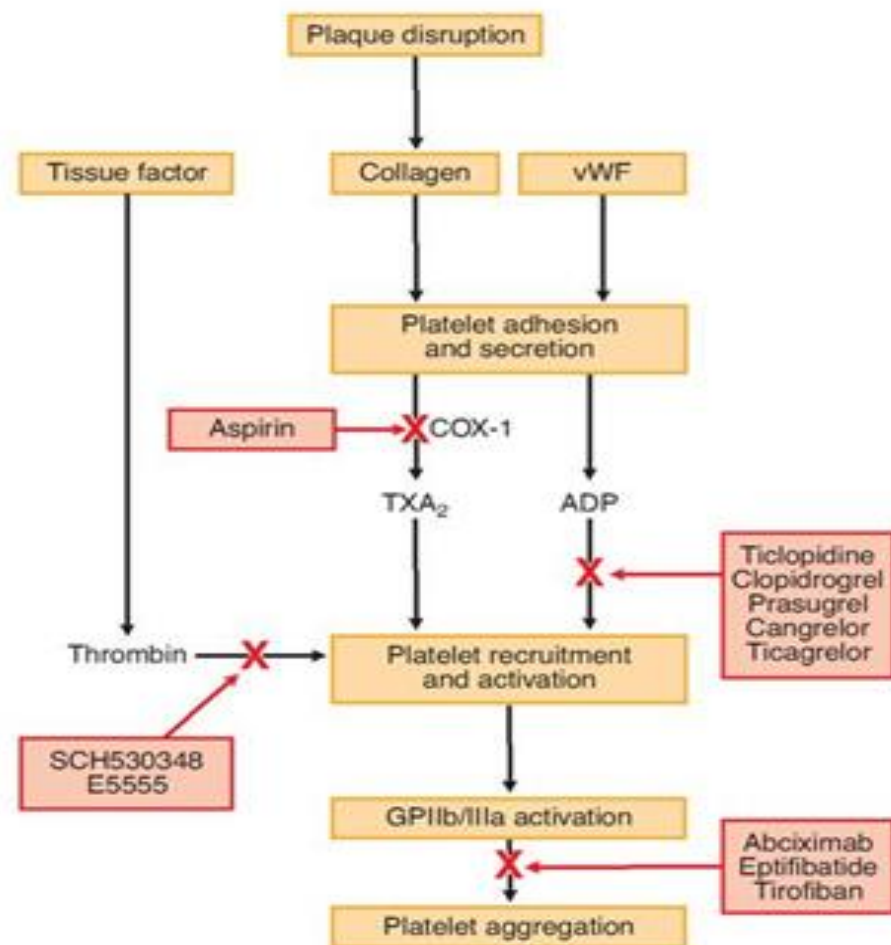 Plaque disruption
Tissue factor
Collagen
vWF
Platelet adhesion
and secretion
Aspirin
X COX-1
TXA₂
ADP
X
Ticlopidine
Clopidrogrel
Prasugrel
Cangrelor
Ticagrelor
Thrombin
X
Platelet recruitment
and activation
SCH530348
E5555
GPIIb/IIIa activation
X
Abciximab
Eptifibatide
Tirofiban
Platelet aggregation